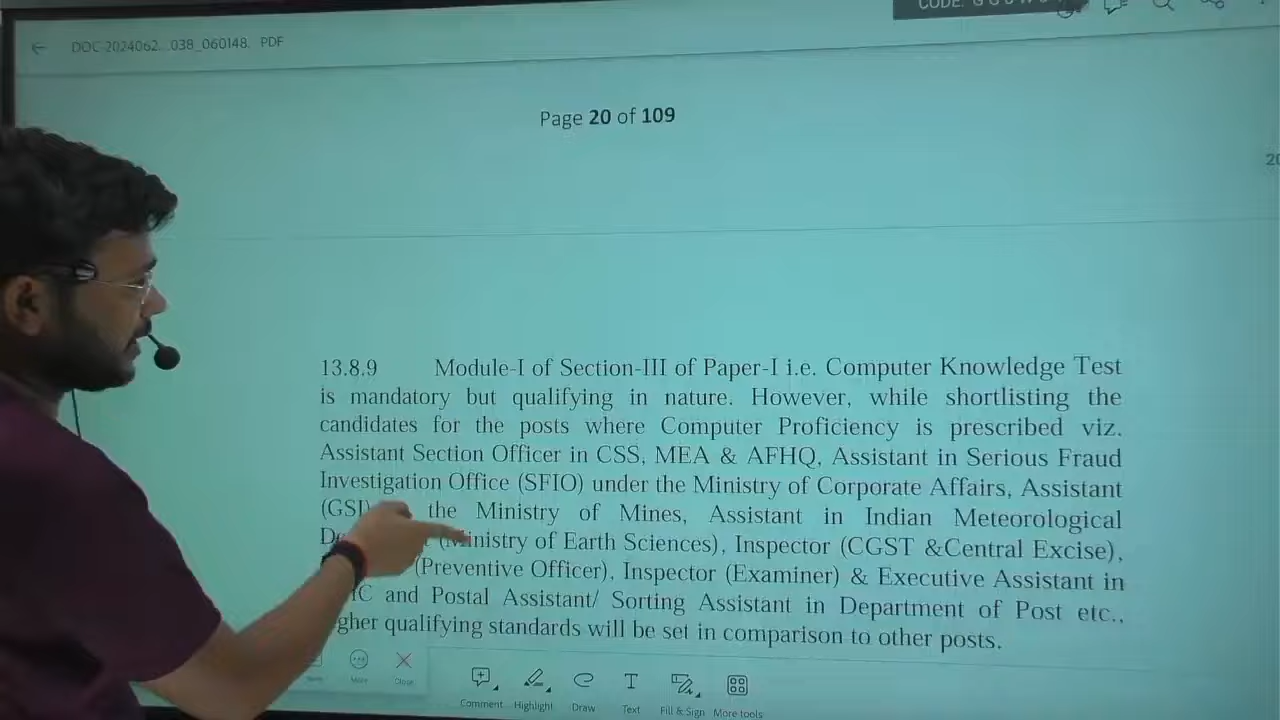 CODE:
← DOC-2024062...038_060148. PDF
Page 20 of 109
20
13.8.9 Module-I of Section-III of Paper-I i.e. Computer Knowledge Test
is mandatory but qualifying in nature. However, while shortlisting the
candidates for the posts where Computer Proficiency is prescribed viz.
Assistant Section Officer in CSS, MEA & AFHQ, Assistant in Serious Fraud
Investigation Office (SFIO) under the Ministry of Corporate Affairs, Assistant
(GSI) the Ministry of Mines, Assistant in Indian Meteorological
(Ministry of Earth Sciences), Inspector (CGST &Central Excise),
(Preventive Officer), Inspector (Examiner) & Executive Assistant in
and Postal Assistant/ Sorting Assistant in Department of Post etc.,
qualifying standards will be set in comparison to other posts.
More Close Comment Highlight Draw Text Fill & Sign More tools